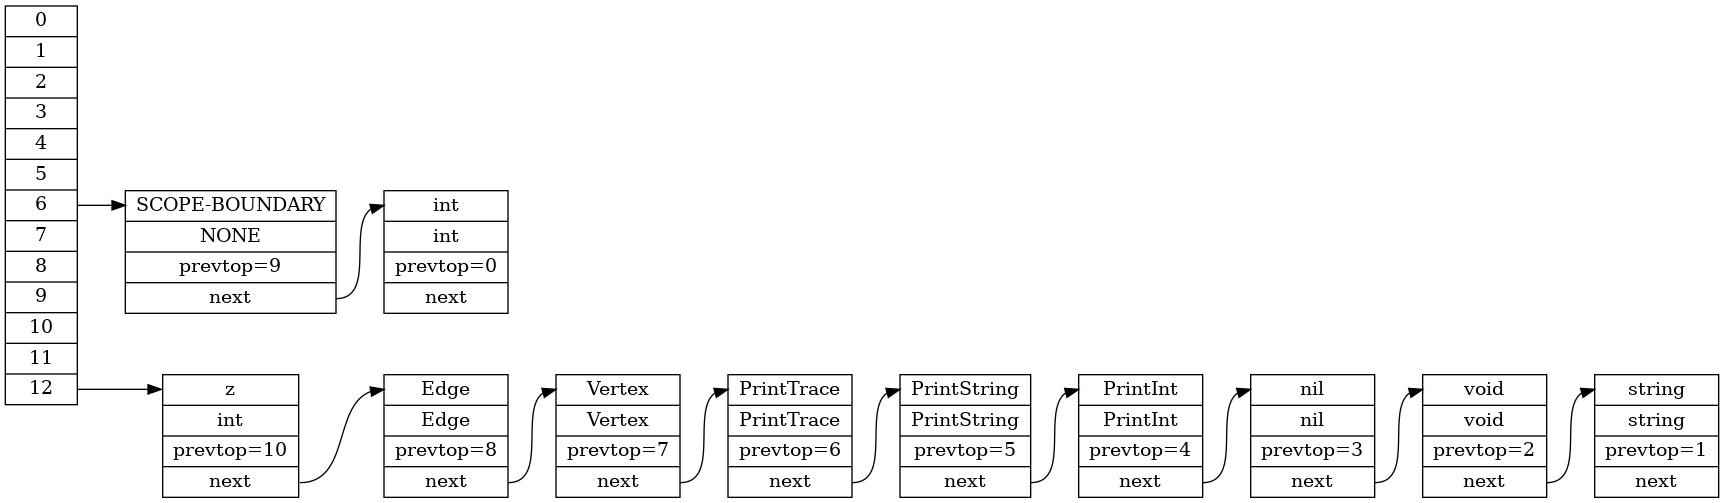 0
1
2
3
4
5
6
7
8
9
10
11
12
SCOPE-BOUNDARY
NONE
prevtop=9
next
int
int
prevtop=0
next
z
int
prevtop=10
next
Edge
Edge
prevtop=8
next
Vertex
Vertex
prevtop=7
next
PrintTrace
PrintTrace
prevtop=6
next
PrintString
PrintString
prevtop=5
next
PrintInt
PrintInt
prevtop=4
next
nil
nil
prevtop=3
next
void
void
prevtop=2
next
string
string
prevtop=1
next